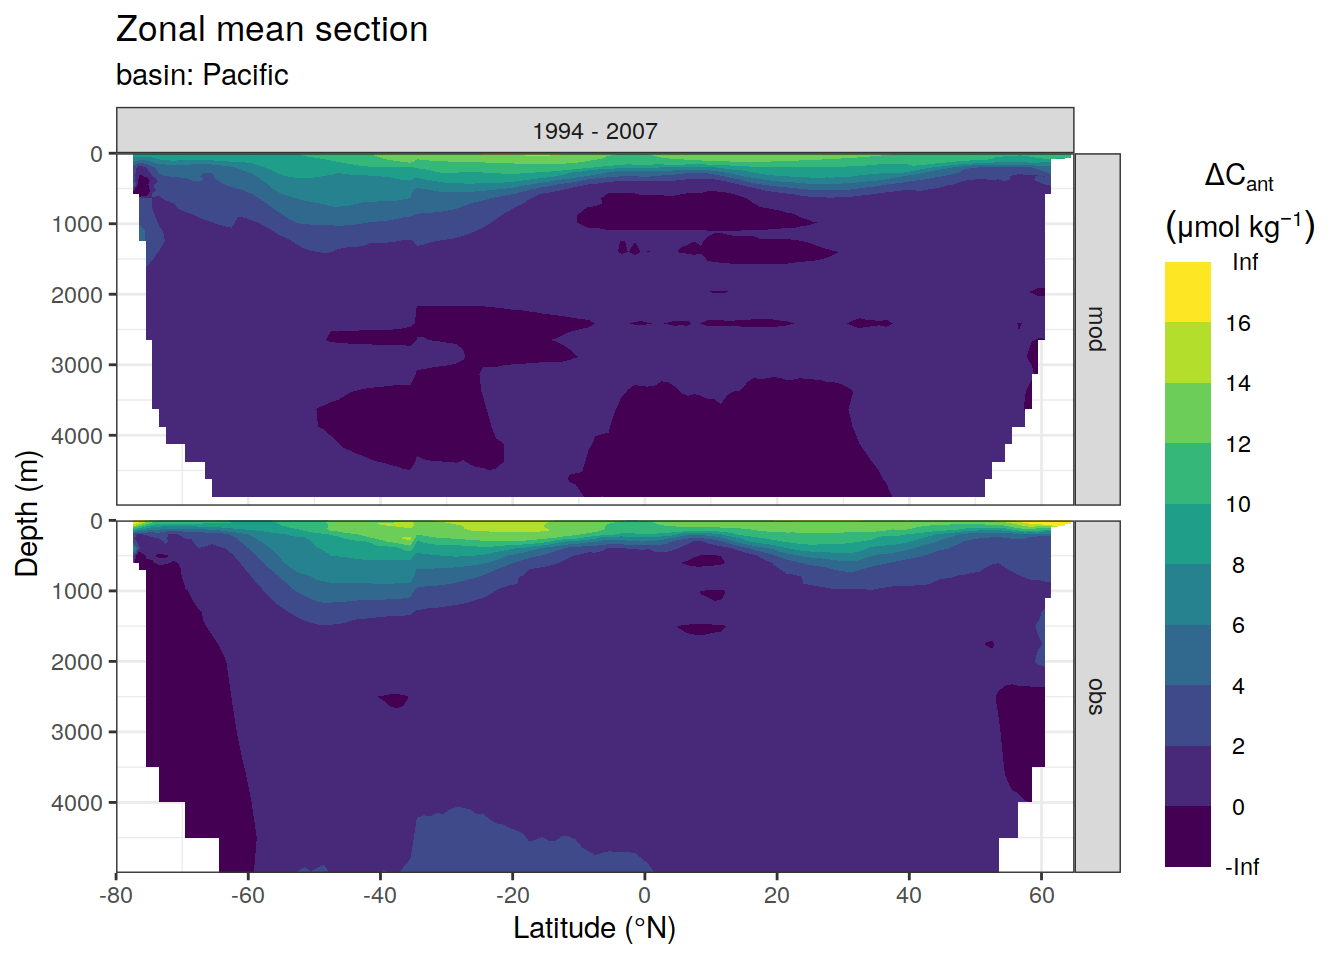 Zonal mean section
basin: Pacific
1994 - 2007
0
1000
2000
3000
4000
mod
0
1000
2000
3000
4000
obs
Depth (m)
-80
-60
-40
-20
0
20
40
60
Latitude (°N)
ΔCant
(μmol kg⁻¹)
Inf
16
14
12
10
8
6
4
2
0
-Inf